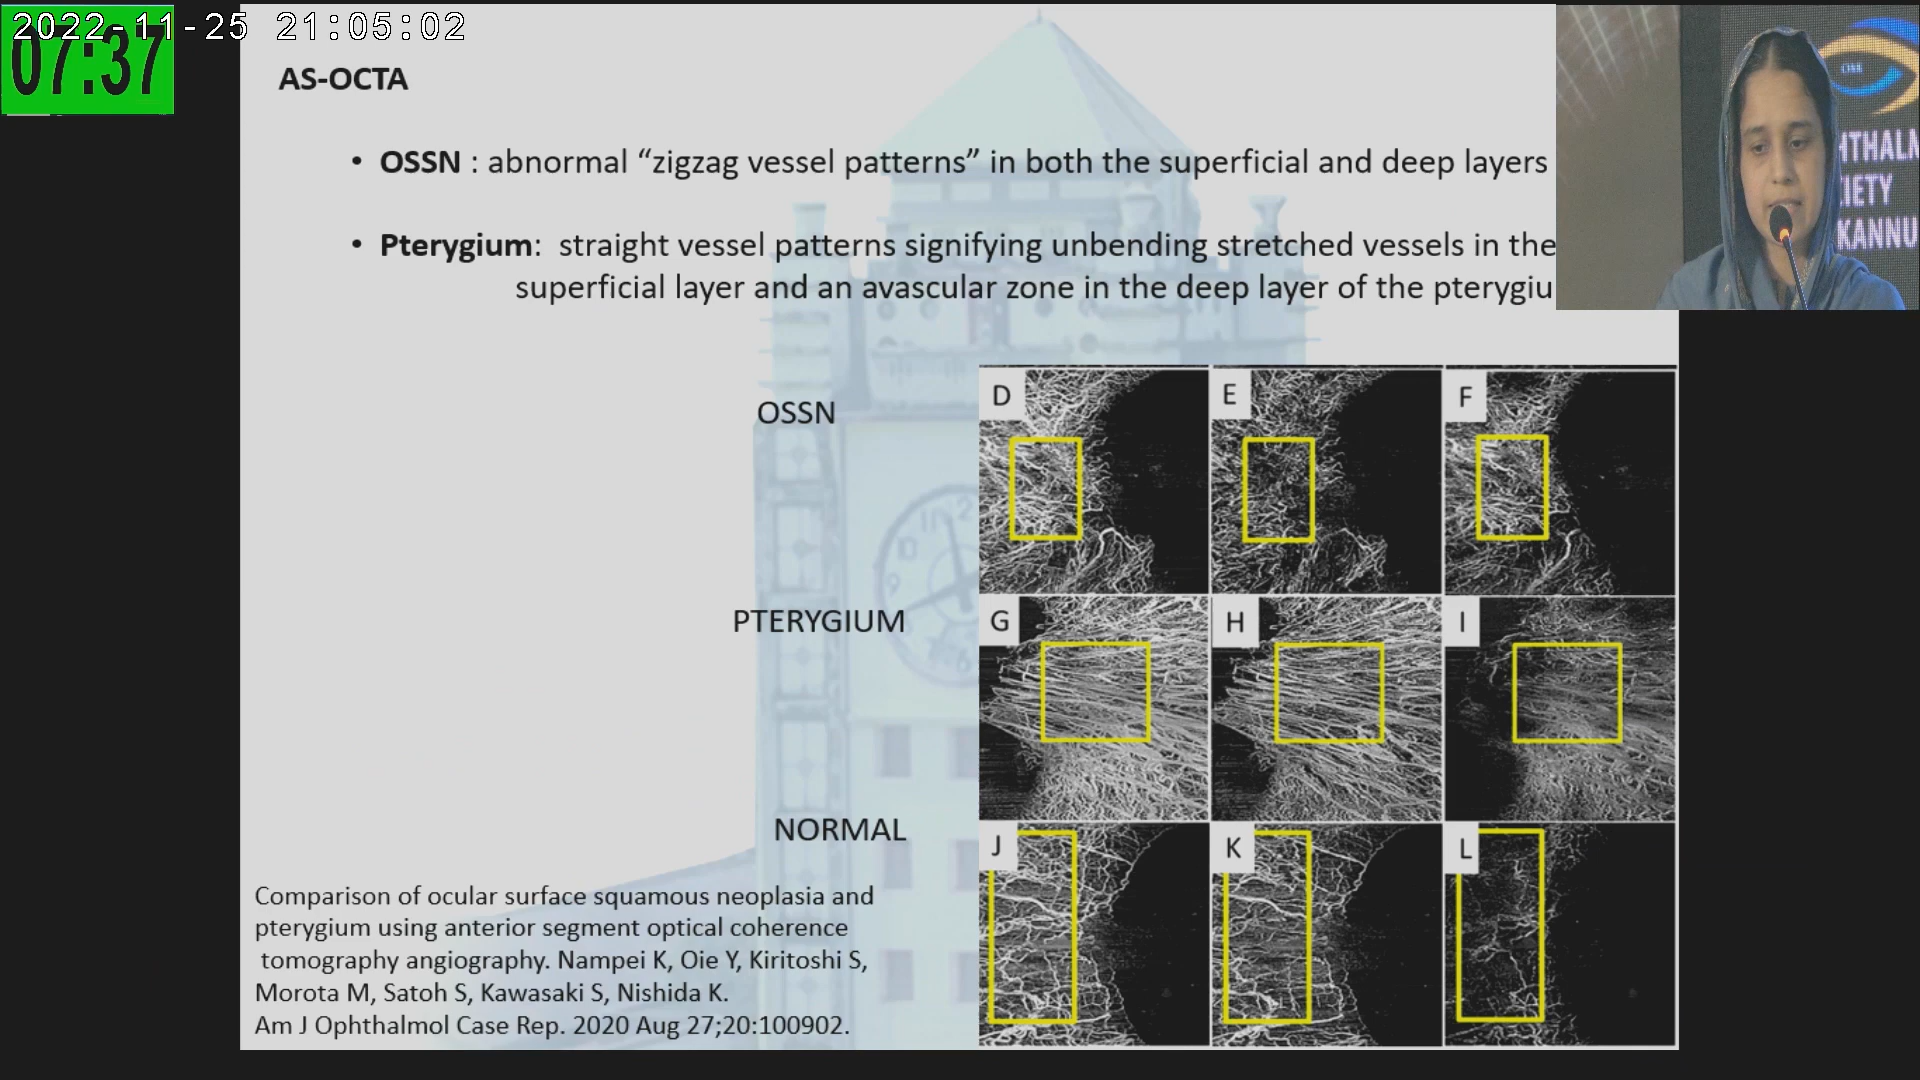 2022-11-25 21:05:02
07:37
AS-OCTA
• OSSN : abnormal “zigzag vessel patterns” in both the superficial and deep layers
• Pterygium: straight vessel patterns signifying unbending stretched vessels in the
superficial layer and an avascular zone in the deep layer of the pterygiu
OSSN
PTERYGIUM
NORMAL
D E F
G H I
J K L
Comparison of ocular surface squamous neoplasia and
pterygium using anterior segment optical coherence
tomography angiography. Nampei K, Oie Y, Kiritoshi S,
Morota M, Satoh S, Kawasaki S, Nishida K.
Am J Ophthalmol Case Rep. 2020 Aug 27;20:100902.
HTHALM
IETY
KANNU